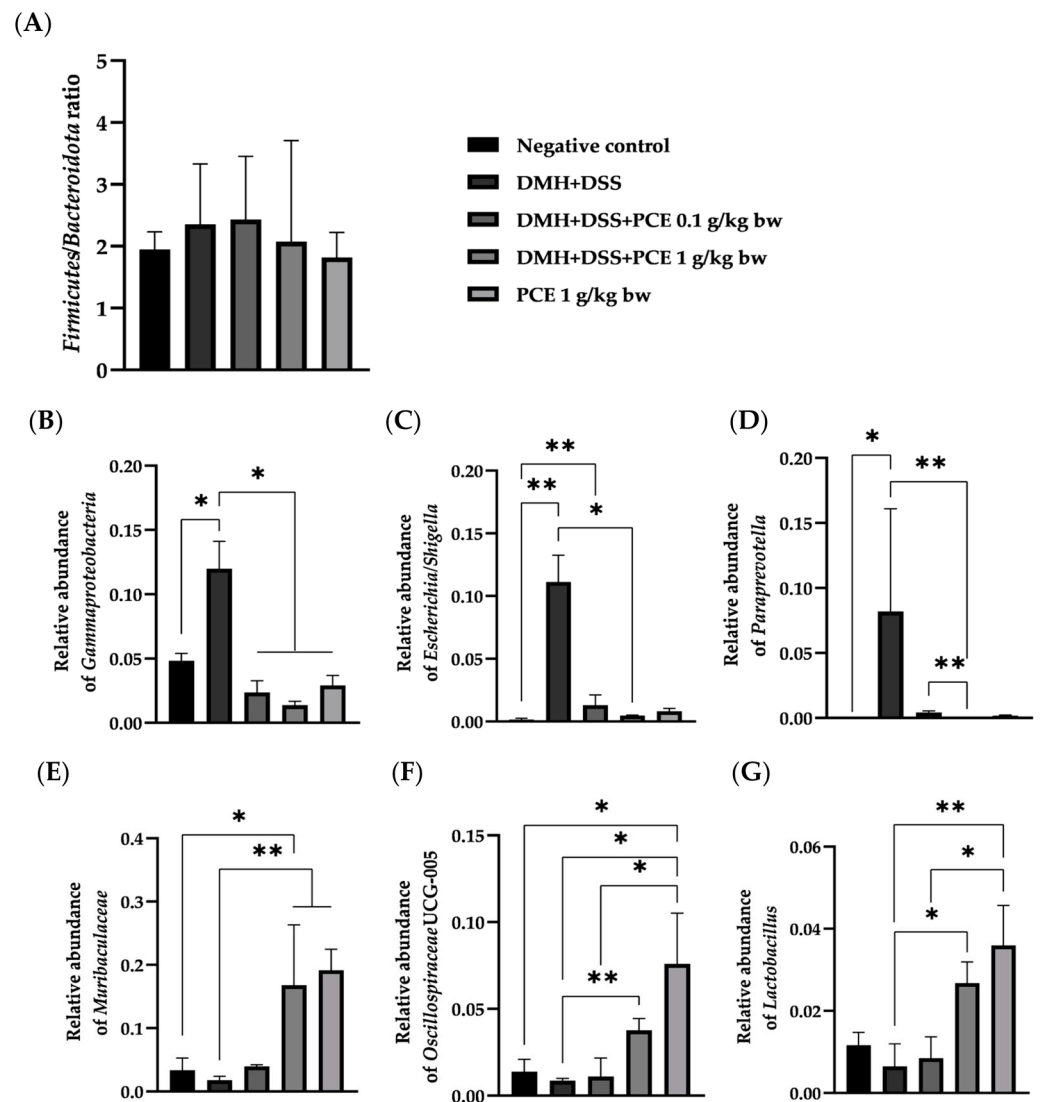 (A)
Firmicutes/Bacteroidota ratio
5
4
3
2
1
0
Negative control
DMH+DSS
DMH+DSS+PCE 0.1 g/kg bw
DMH+DSS+PCE 1 g/kg bw
PCE 1 g/kg bw
(B)
Relative abundance
of Gammaproteobacteria
0.20
0.15
0.10
0.05
0.00
*
*
(C)
Relative abundance
of Escherichia/Shigella
0.20
0.15
0.10
0.05
0.00
**
**
*
(D)
Relative abundance
of Paraprevotella
0.20
0.15
0.10
0.05
0.00
*
**
**
(E)
Relative abundance
of Muribaculaceae
0.4
0.3
0.2
0.1
0.0
*
**
(F)
Relative abundance
of Oscillospiraceae UCG-005
0.15
0.10
0.05
0.00
*
*
*
**
(G)
Relative abundance
of Lactobacillus
0.06
0.04
0.02
0.00
**
*
*